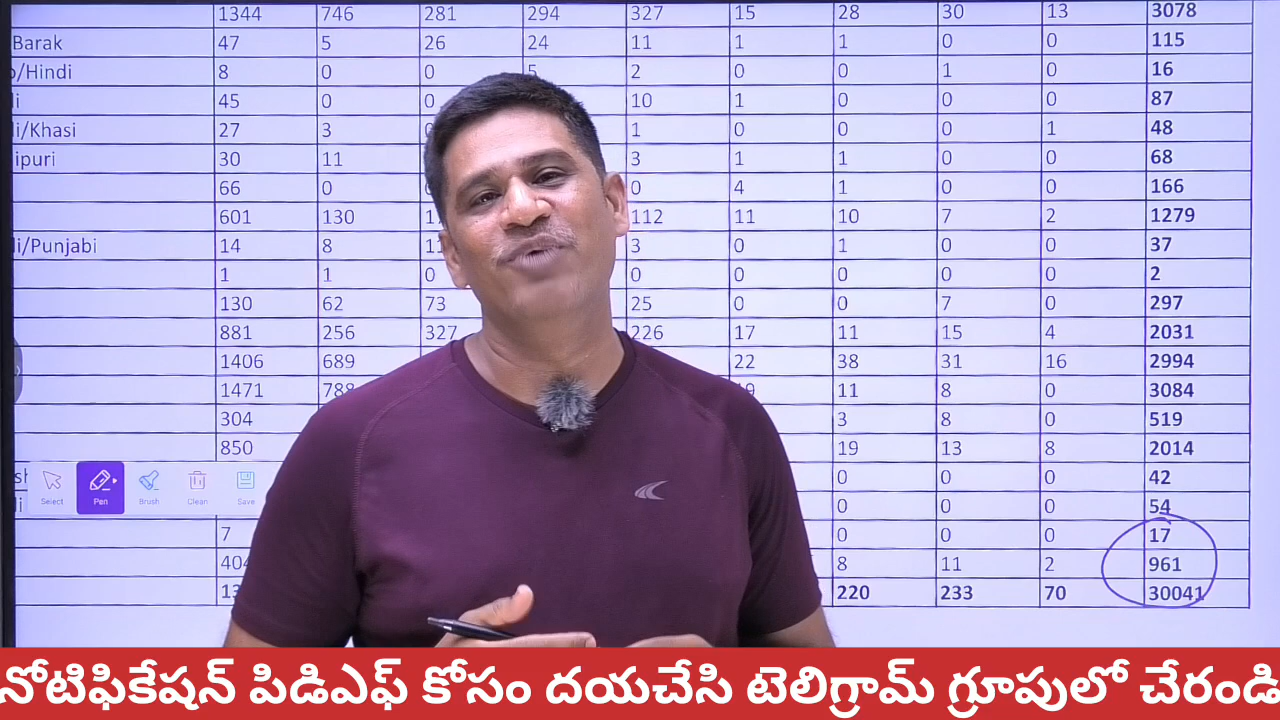 1344 746 281 294 327 15 28 30 13 3078
Barak 47 5 26 24 11 1 1 0 0 115
/Hindi 8 0 0 5 2 0 0 1 0 16
i 45 0 0 10 1 0 0 0 87
i/Khasi 27 3 1 0 0 0 1 48
ipuri 30 11 3 1 1 0 0 68
66 0 0 4 1 0 0 166
601 130 112 11 10 7 2 1279
i/Punjabi 14 8 11 3 0 1 0 0 37
1 1 0 0 0 0 0 0 2
130 62 73 25 0 0 7 0 297
881 256 327 226 17 11 15 4 2031
1406 689 22 38 31 16 2994
1471 788 11 8 0 3084
304 3 8 0 519
850 19 13 8 2014
0 0 0 42
i 0 0 0 54
7 0 0 0 17
404 8 11 2 961
220 233 70 30041
Select Pen Brush Clean Save
నోటిఫికేషన్ పిడిఎఫ్ కోసం దయచేసి టెలిగ్రామ్ గ్రూపులో చేరండి